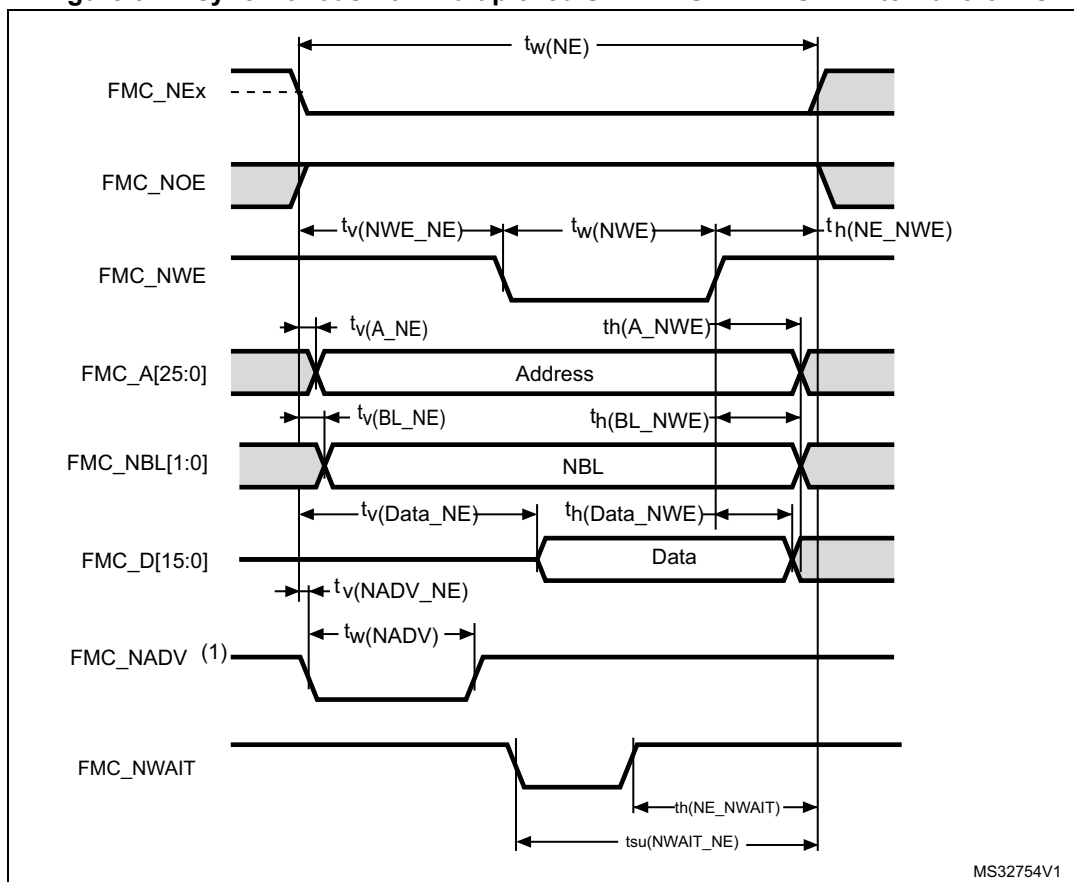 tw(NE)
FMC_NEx
FMC_NOE
tv(NWE_NE)
tw(NWE)
th(NE_NWE)
FMC_NWE
tv(A_NE)
th(A_NWE)
FMC_A[25:0]
Address
tv(BL_NE)
th(BL_NWE)
FMC_NBL[1:0]
NBL
tv(Data_NE)
th(Data_NWE)
FMC_D[15:0]
Data
tv(NADV_NE)
tw(NADV)
FMC_NADV (1)
FMC_NWAIT
th(NE_NWAIT)
tsu(NWAIT_NE)
MS32754V1